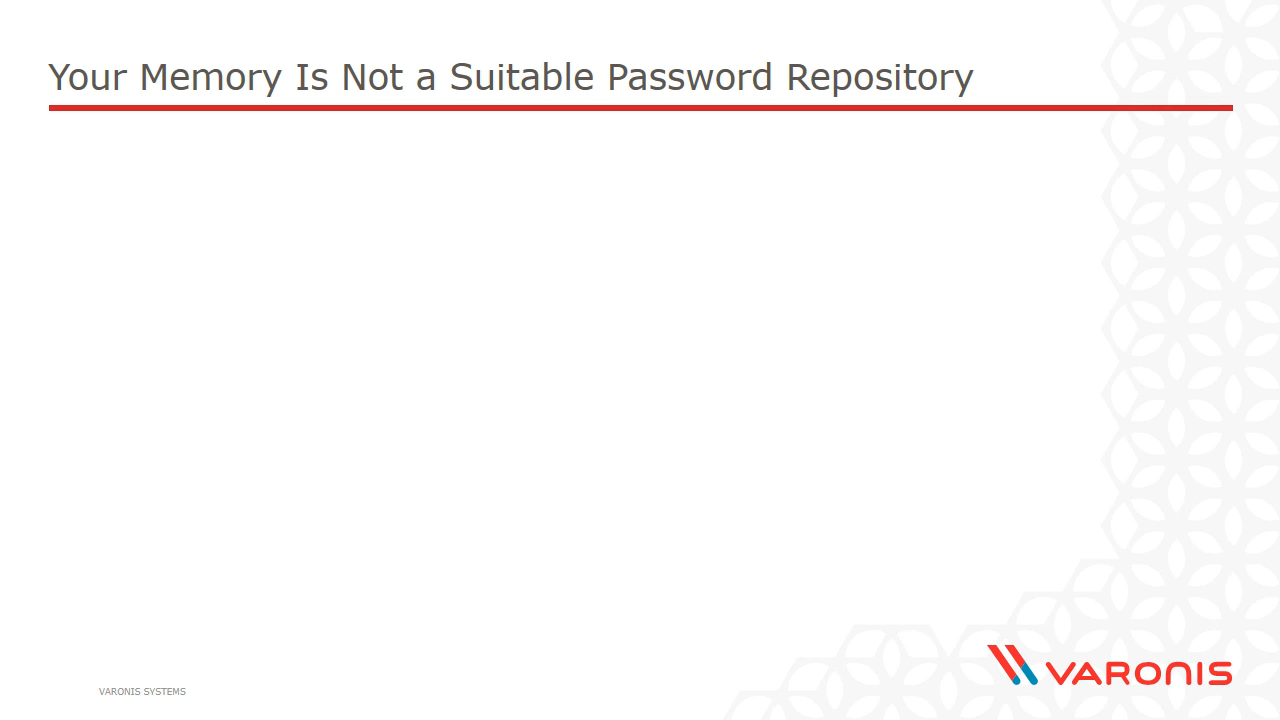 Your Memory Is Not a Suitable Password Repository
VARONIS SYSTEMS
VARONIS